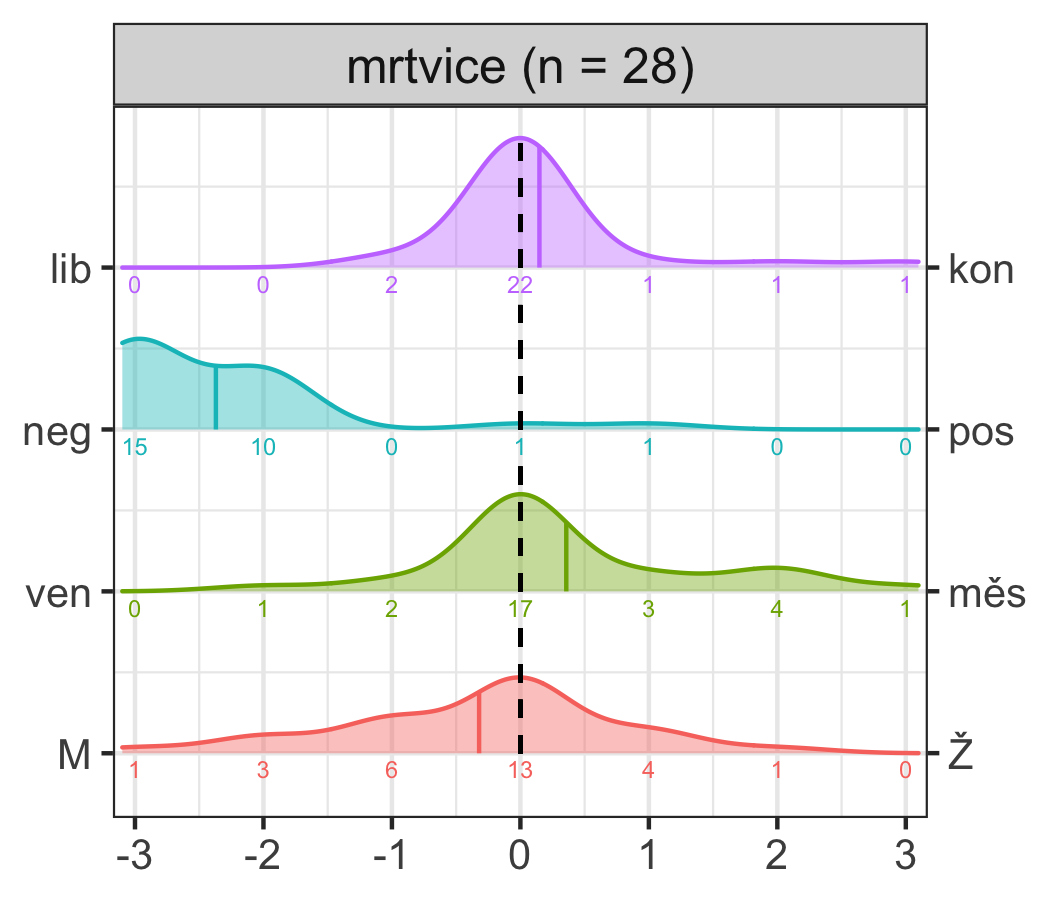 mrtvice (n = 28)
lib kon
0 0 2 22 1 1 1
neg pos
15 10 0 1 1 0 0
ven měs
0 1 2 17 3 4 1
M Ž
1 3 6 13 4 1 0
-3 -2 -1 0 1 2 3